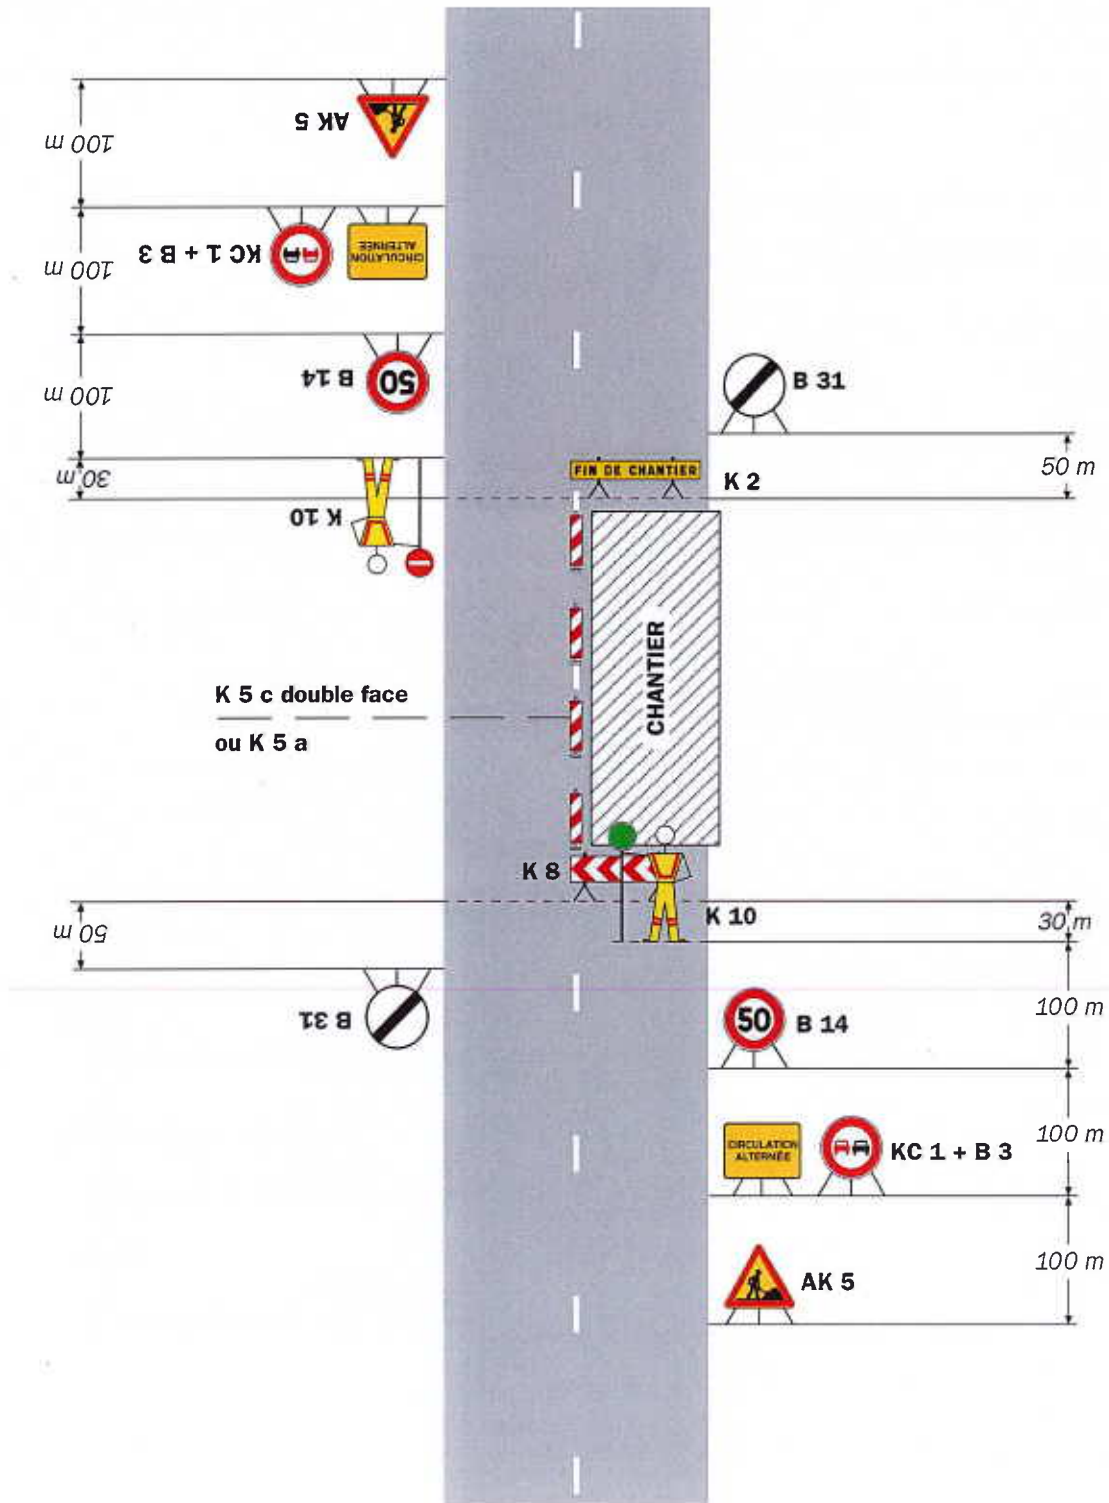 AK 5
100 m
KC 1 + B 3
CIRCULATION
ALTERNÉE
100 m
B 14
50
100 m
B 31
50 m
30 m
K 10
FIN DE CHANTIER
K 2
CHANTIER
K 5 c double face
ou K 5 a
K 8
K 10
30 m
50 m
B 31
50
B 14
100 m
CIRCULATION
ALTERNÉE
KC 1 + B 3
100 m
AK 5
100 m